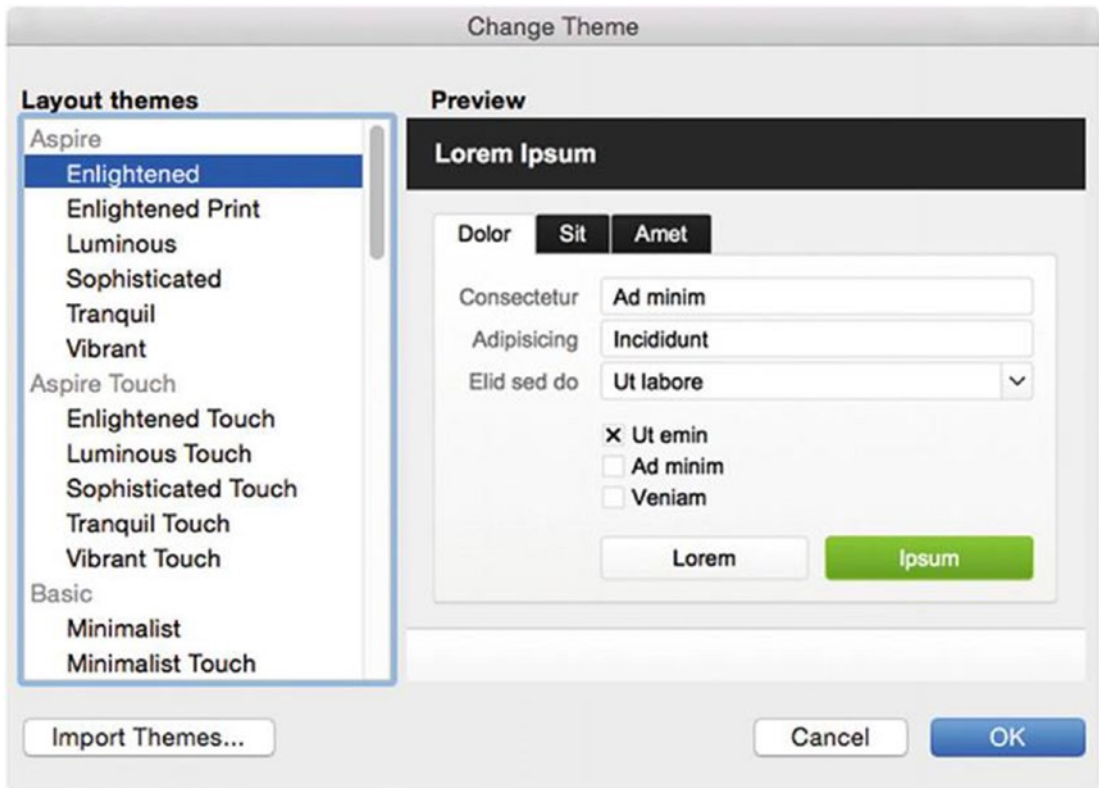 Change Theme
Layout themes
Aspire
Enlightened
Enlightened Print
Luminous
Sophisticated
Tranquil
Vibrant
Aspire Touch
Enlightened Touch
Luminous Touch
Sophisticated Touch
Tranquil Touch
Vibrant Touch
Basic
Minimalist
Minimalist Touch
Import Themes...
Preview
Lorem Ipsum
Dolor Sit Amet
Consectetur Ad minim
Adipisicing Incididunt
Elid sed do Ut labore
Ut emin
Ad minim
Veniam
Lorem Ipsum
Cancel OK